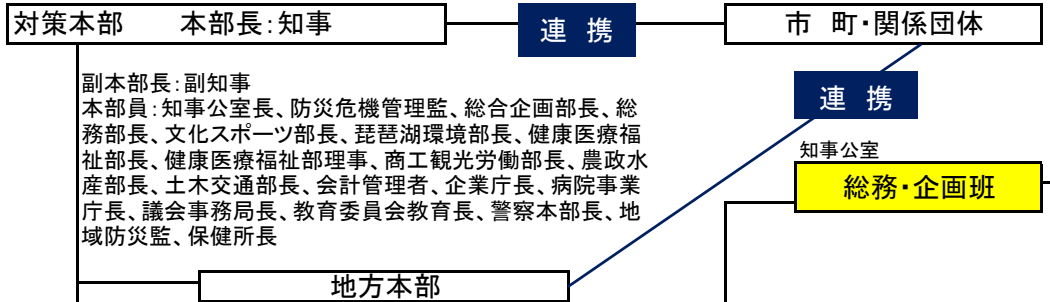 対策本部　　本部長：知事
連 携
市 町・関係団体
副本部長：副知事
本部員：知事公室長、防災危機管理監、総合企画部長、総
務部長、文化スポーツ部長、琵琶湖環境部長、健康医療福
祉部長、健康医療福祉部理事、商工観光労働部長、農政水
産部長、土木交通部長、会計管理者、企業庁長、病院事業
庁長、議会事務局長、教育委員会教育長、警察本部長、地
域防災監、保健所長
連 携
知事公室
総務・企画班
地方本部